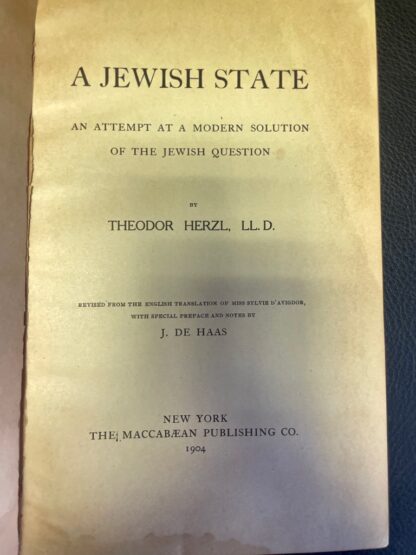 A JEWISH STATE
AN ATTEMPT AT A MODERN SOLUTION
OF THE JEWISH QUESTION
BY
THEODOR HERZL, LL. D.
REVISED FROM THE ENGLISH TRANSLATION OF MISS SYLVIE D'AVIGDOR,
WITH SPECIAL PREFACE AND NOTES BY
J. DE HAAS
NEW YORK
THE MACCABÆAN PUBLISHING CO.
1904